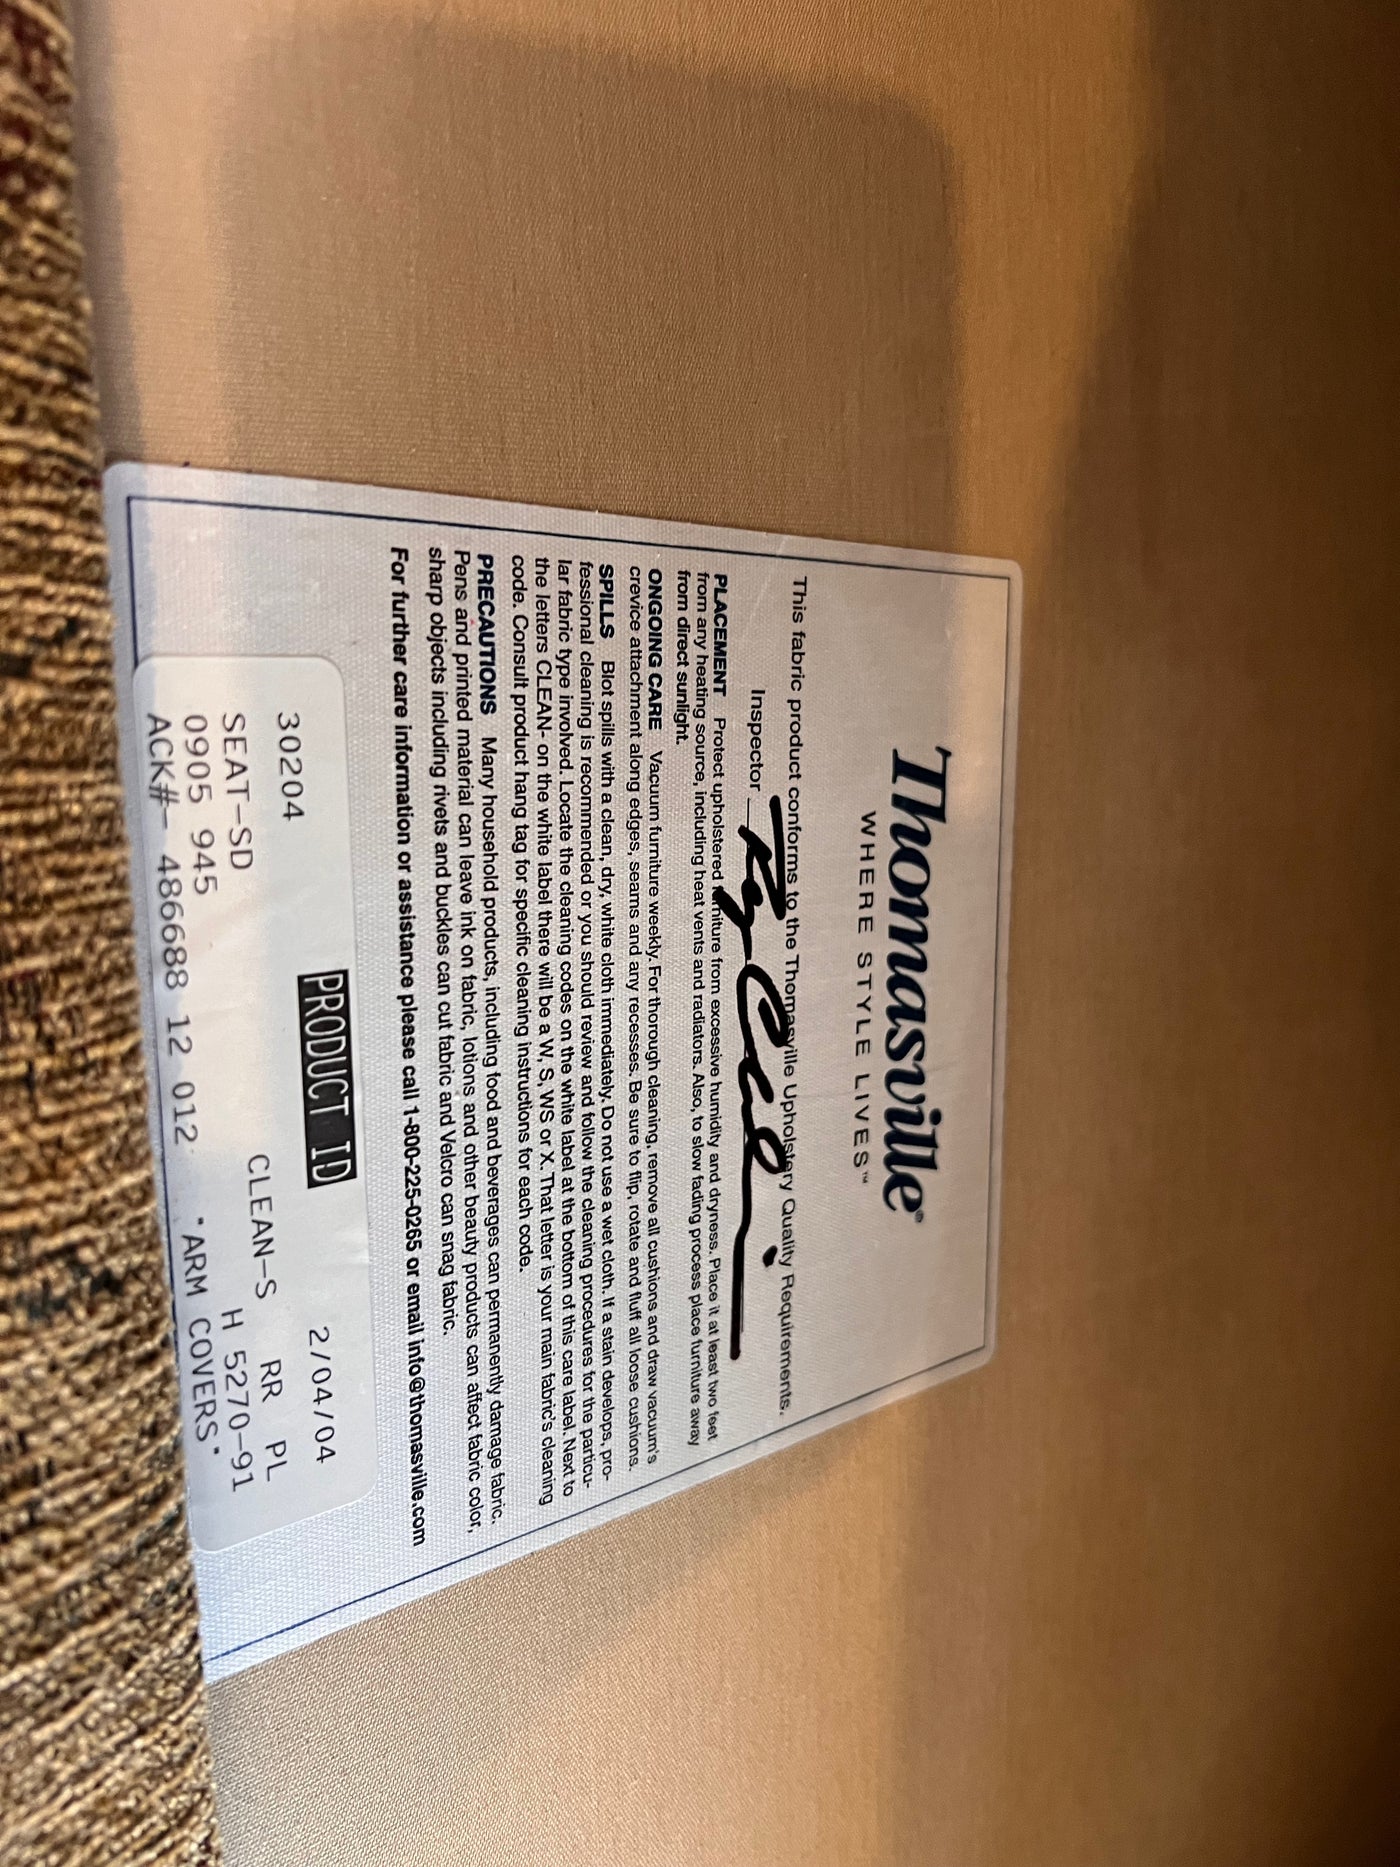 Thomasville®
WHERE STYLE LIVES™
This fabric product conforms to the Thomasville Upholstery Quality Requirements.
Inspector
PLACEMENT Protect upholstered furniture from excessive humidity and dryness. Place it at least two feet
from any heating source, including heat vents and radiators. Also, to slow fading process place furniture away
from direct sunlight.
ONGOING CARE Vacuum furniture weekly. For thorough cleaning, remove all cushions and draw vacuum's
crevice attachment along edges, seams and any recesses. Be sure to flip, rotate and fluff all loose cushions.
SPILLS Blot spills with a clean, dry, white cloth immediately. Do not use a wet cloth. If a stain develops, pro-
fessional cleaning is recommended or you should review and follow the cleaning procedures for the particu-
lar fabric type involved. Locate the cleaning codes on the white label at the bottom of this care label. Next to
the letters CLEAN- on the white label there will be a W, S, WS or X. That letter is your main fabric's cleaning
code. Consult product hang tag for specific cleaning instructions for each code.
PRECAUTIONS Many household products, including food and beverages can permanently damage fabric.
Pens and printed material can leave ink on fabric, lotions and other beauty products can affect fabric color,
sharp objects including rivets and buckles can cut fabric and Velcro can snag fabric.
For further care information or assistance please call 1-800-225-0265 or email info@thomasville.com
PRODUCT ID 2/04/04
30204 CLEAN-S RR PL
SEAT-SD H 5270-91
0905 945 "ARM COVERS"
ACK#- 486688 12 012